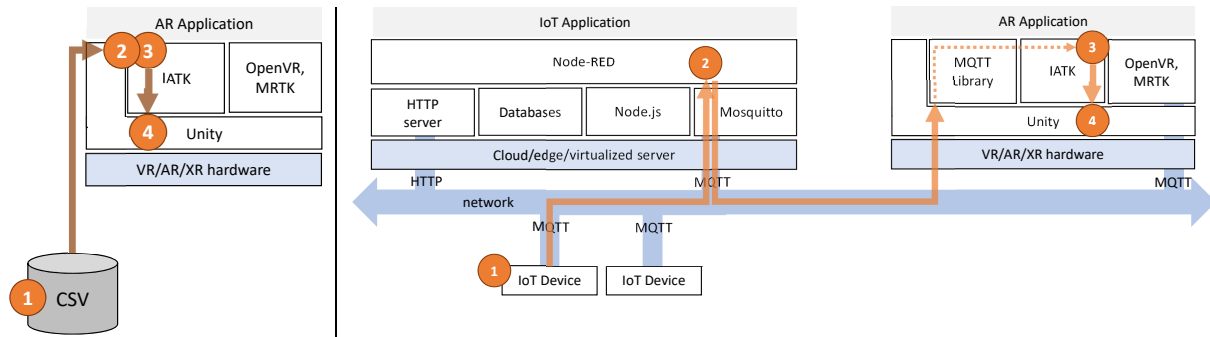 AR Application
2
3
IATK
OpenVR,
MRTK
4
Unity
VR/AR/XR hardware
1
CSV
IoT Application
Node-RED
2
HTTP
server
Databases
Node.js
Mosquitto
Cloud/edge/virtualized server
HTTP
MQTT
network
MQTT
MQTT
1
IoT Device
IoT Device
AR Application
MQTT
Library
IATK
3
OpenVR,
MRTK
Unity
4
VR/AR/XR hardware
MQTT